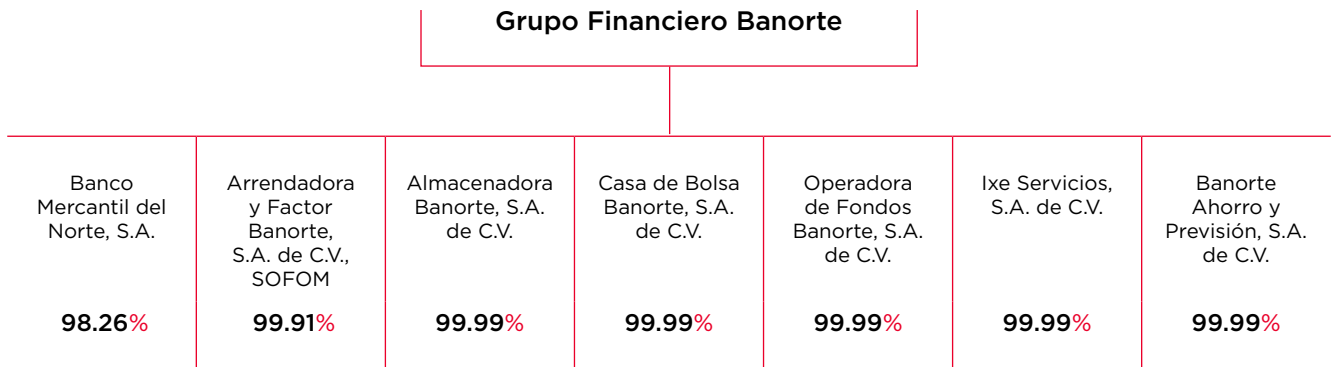 Grupo Financiero Banorte
Banco
Mercantil del
Norte, S.A.
98.26%
Arrendadora
y Factor
Banorte,
S.A. de C.V.,
SOFOM
99.91%
Almacenadora
Banorte, S.A.
de C.V.
99.99%
Casa de Bolsa
Banorte, S.A.
de C.V.
99.99%
Operadora
de Fondos
Banorte, S.A.
de C.V.
99.99%
Ixe Servicios,
S.A. de C.V.
99.99%
Banorte
Ahorro y
Previsión, S.A.
de C.V.
99.99%